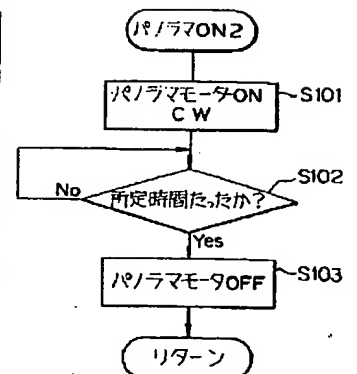 パノラマON2
パノラマモーターON
CW
S101
所定時間たったか?
S102
No
Yes
パノラマモータOFF
S103
リターン